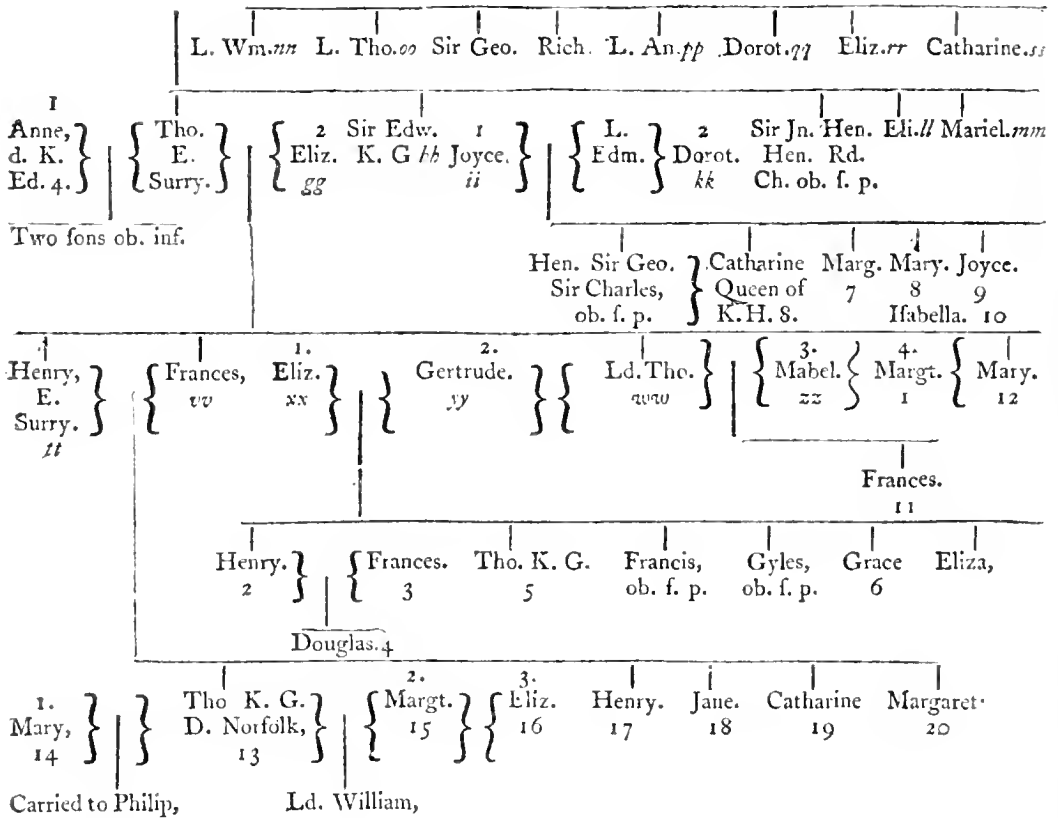 L. Wm.nn L. Tho.oo Sir Geo. Rich. L. An.pp Dorot.qq Eliz.rr Catharine.ss
1
Anne, } { Tho. } { 2 Sir Edw. 1 } { L. } 2 Sir Jn. Hen. Eli.ll Mariel.mm
d. K. E. Eliz. K. G hh Joyce. Edm. Dorot. Hen. Rd.
Ed. 4. Surry. gg ii kk Ch. ob. ſ. p.
Two ſons ob. inf.
Hen. Sir Geo. } Catharine Marg. Mary. Joyce.
Sir Charles, Queen of 7 8 9
ob. ſ. p. K. H. 8. Iſabella. 10
1. 2. 3. 4.
Henry, } { Frances, Eliz. } { Gertrude. } { Ld. Tho. } { Mabel. } Margt. { Mary.
E. vv xx yy ww zz 1 12
Surry.
tt
Frances.
11
Henry. } { Frances. Tho. K. G. Francis, Gyles, Grace Eliza,
2 3 5 ob. ſ. p. ob. ſ. p. 6
Douglas. 4
1. 2. 3.
Mary, } } Tho K. G. } { Margt. } { Eliz. Henry. Jane. Catharine Margaret.
14 D. Norfolk, 15 16 17 18 19 20
13
Carried to Philip, Ld. William,